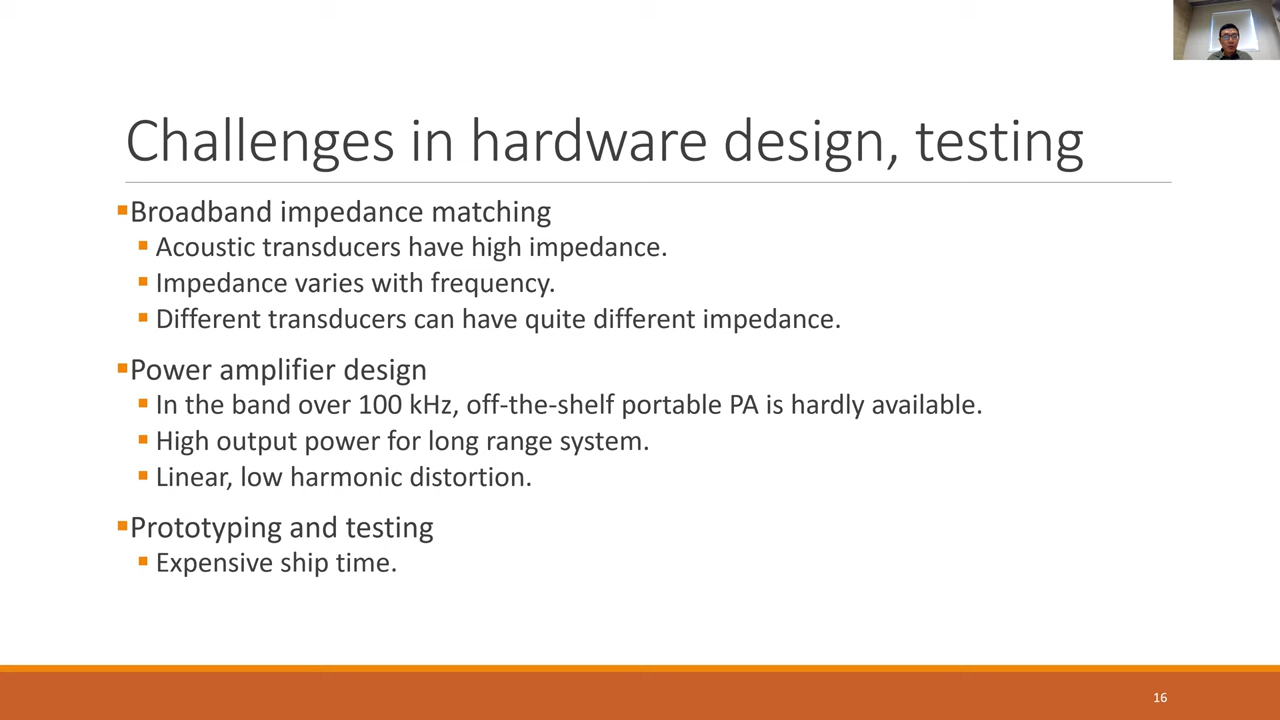 Challenges in hardware design, testing
Broadband impedance matching
Acoustic transducers have high impedance.
Impedance varies with frequency.
Different transducers can have quite different impedance.
Power amplifier design
In the band over 100 kHz, off-the-shelf portable PA is hardly available.
High output power for long range system.
Linear, low harmonic distortion.
Prototyping and testing
Expensive ship time.
16